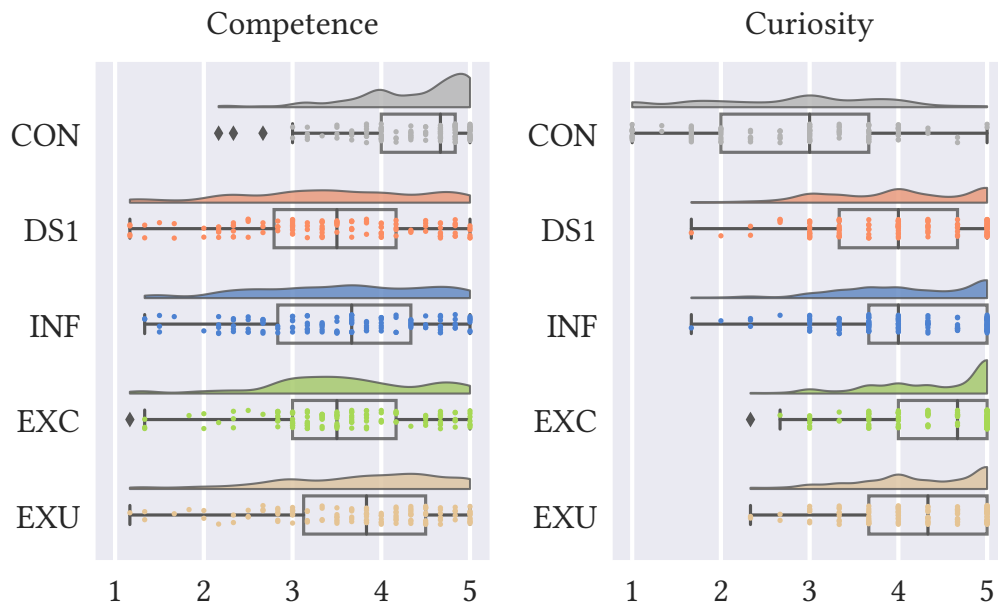 Competence
CON
DS1
INF
EXC
EXU
1 2 3 4 5
Curiosity
CON
DS1
INF
EXC
EXU
1 2 3 4 5